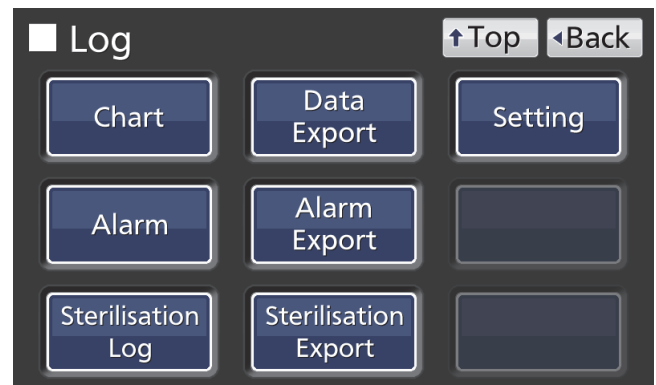 Log
Top
Back
Chart
Data
Export
Setting
Alarm
Alarm
Export
Sterilisation
Log
Sterilisation
Export